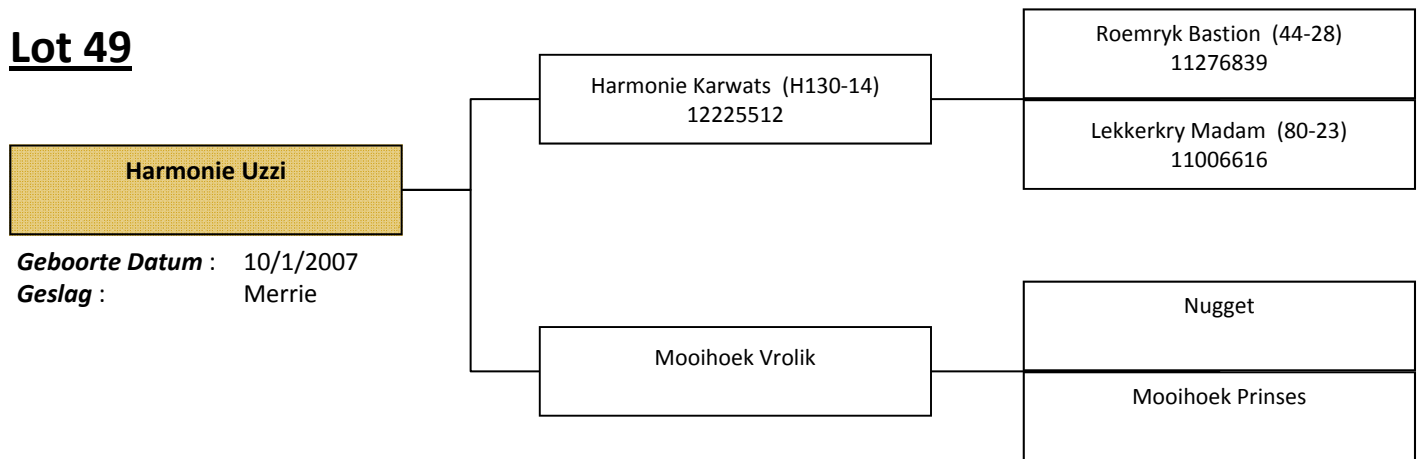 Lot 49
Harmonie Uzzi
Geboorte Datum : 10/1/2007
Geslag : Merrie
Harmonie Karwats (H130-14)
12225512
Mooihoek Vrolik
Roemryk Bastion (44-28)
11276839
Lekkerkry Madam (80-23)
11006616
Nugget
Mooihoek Prinses